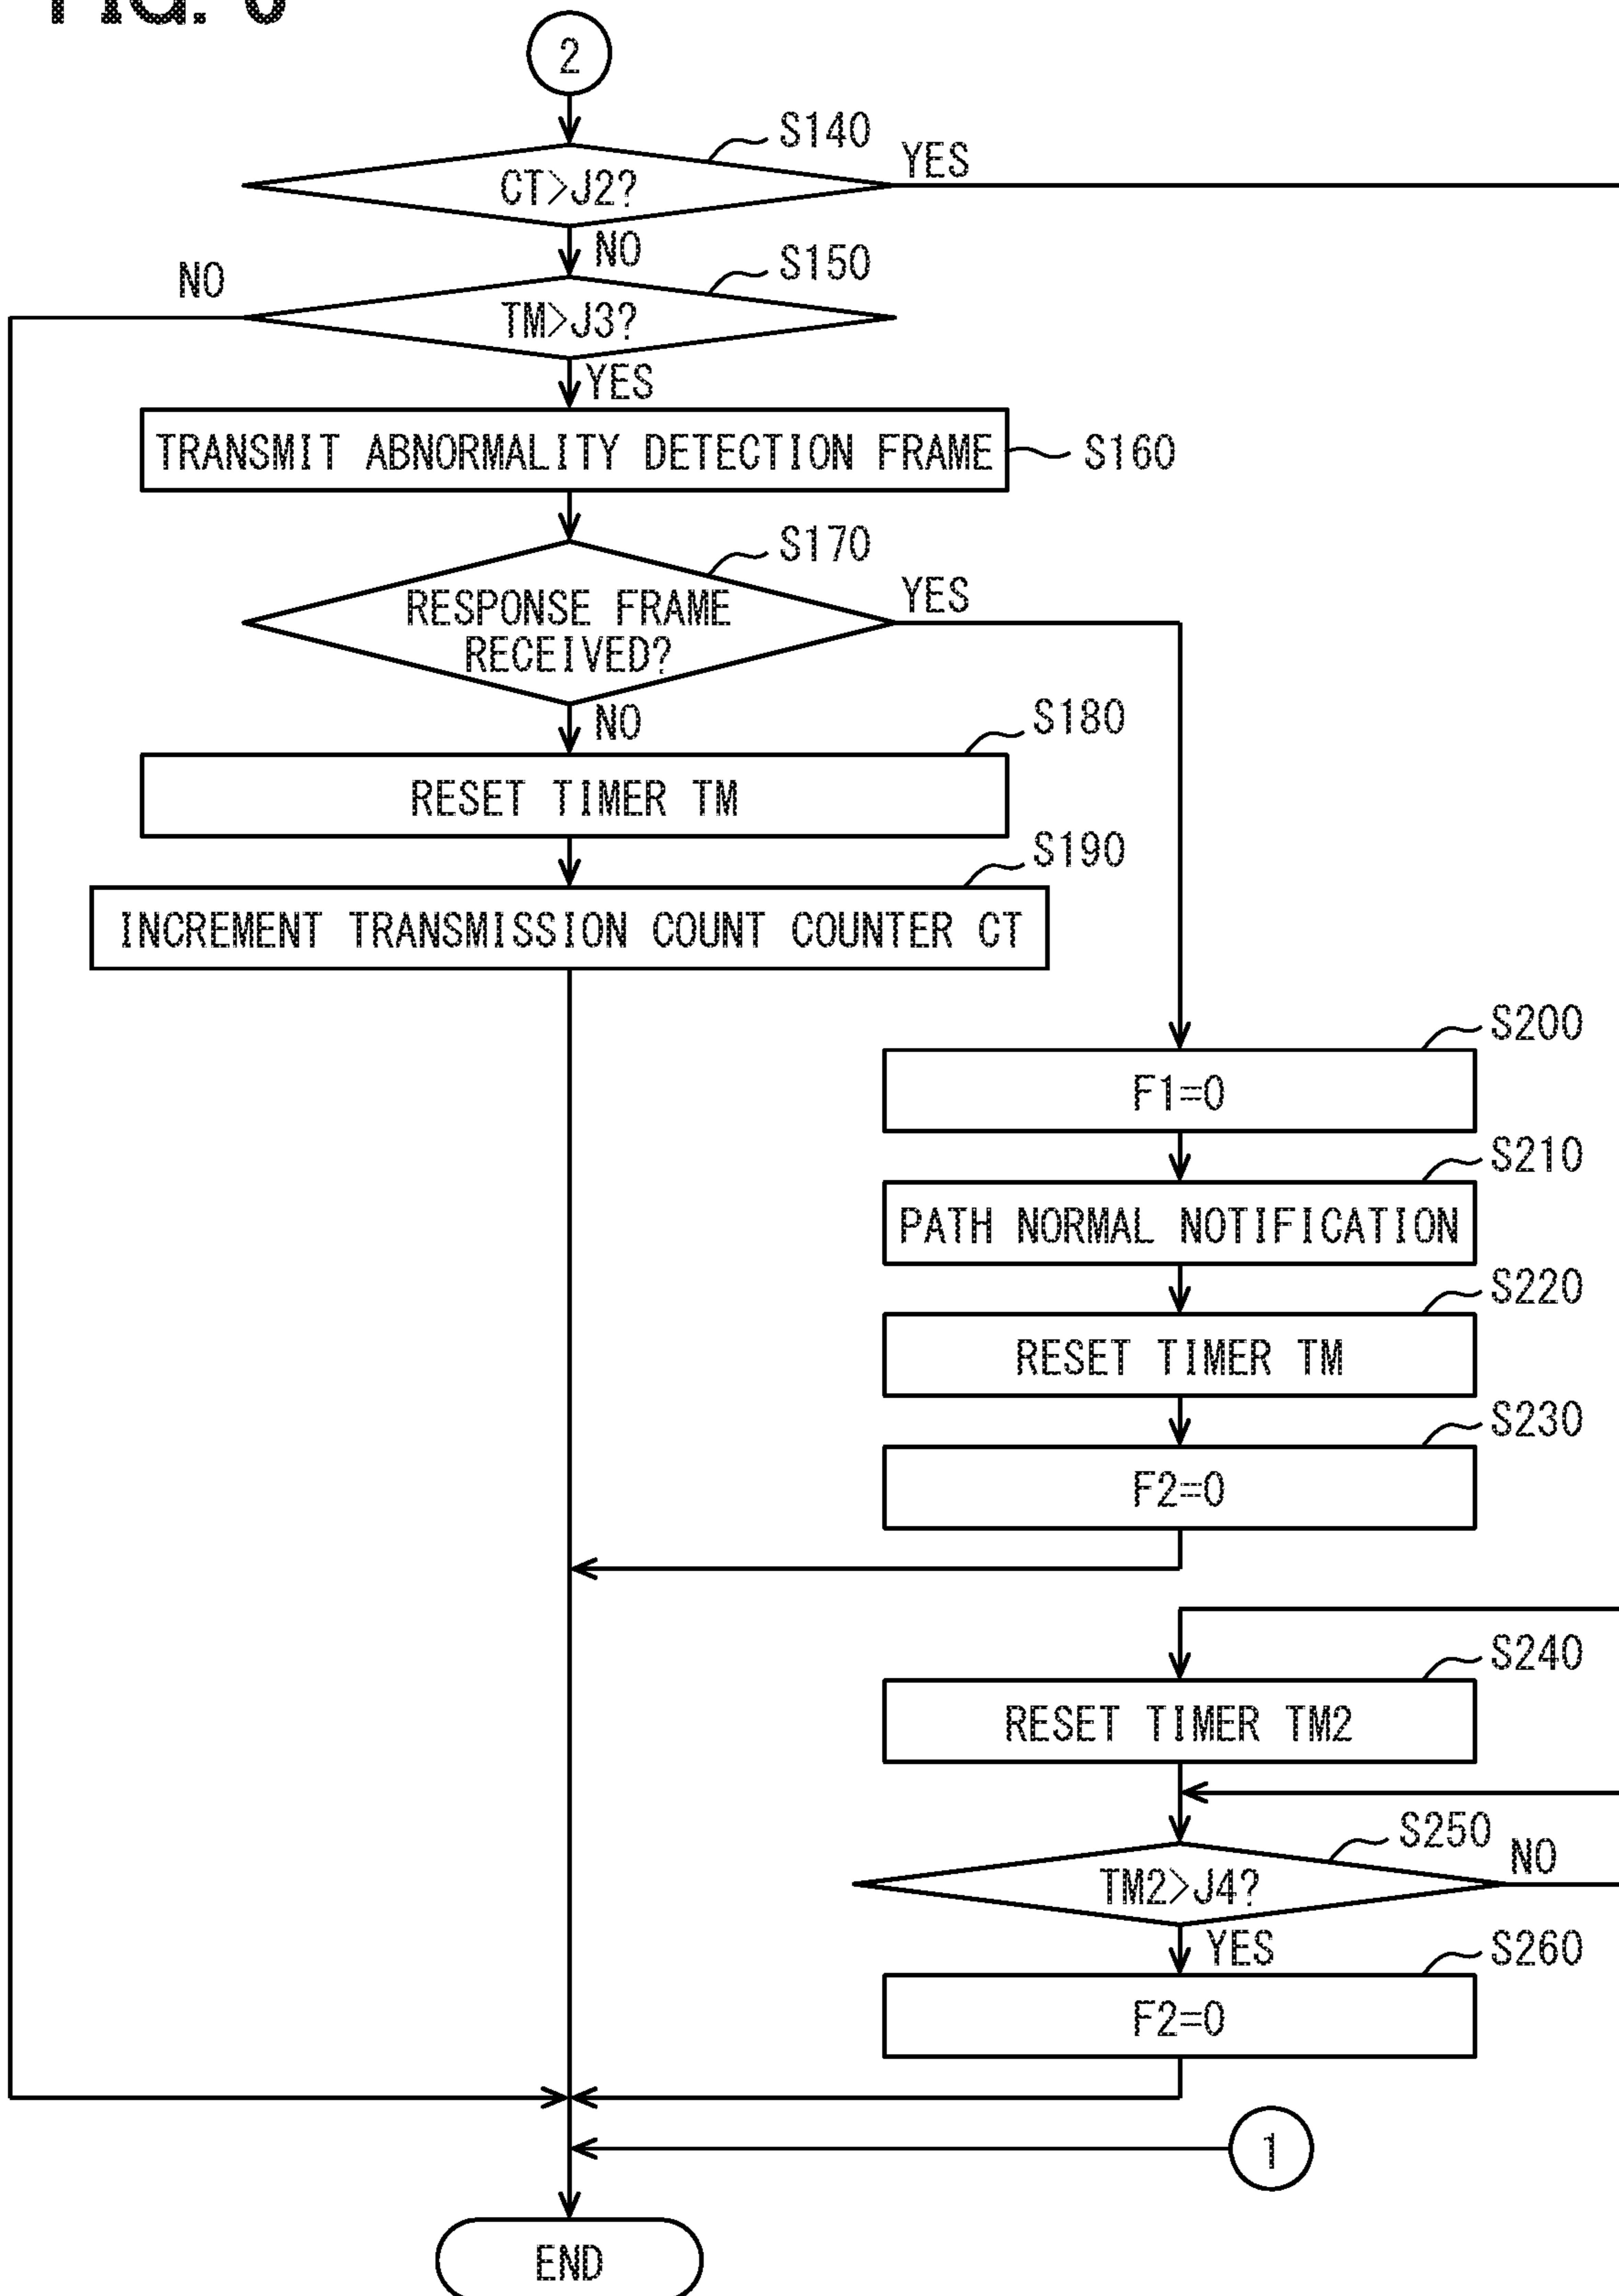 2
S140
CT>J2?
YES
NO
S150
TM>J3?
NO
YES
TRANSMIT ABNORMALITY DETECTION FRAME
S160
S170
RESPONSE FRAME
RECEIVED?
YES
NO
S180
RESET TIMER TM
S190
INCREMENT TRANSMISSION COUNT COUNTER CT
S200
F1=0
S210
PATH NORMAL NOTIFICATION
S220
RESET TIMER TM
S230
F2=0
S240
RESET TIMER TM2
S250
TM2>J4?
NO
YES
S260
F2=0
1
END